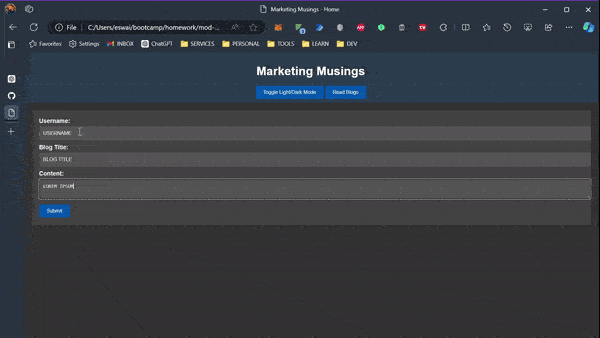 Marketing Musings - Home
File
C:/Users/eswai/bootcamp/homework/mod-...
Favorites Settings INBOX ChatGPT SERVICES PERSONAL TOOLS LEARN DEV
Marketing Musings
Toggle Light/Dark Mode Read Blogs
Username:
USERNAME
Blog Title:
BLOG TITLE
Content:
LOREM IPSUM
Submit